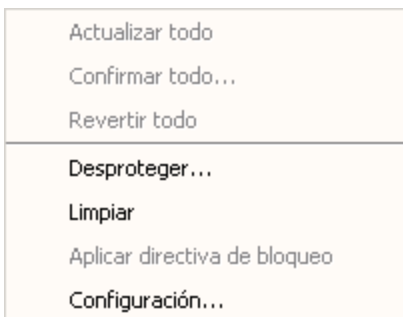 Actualizar todo
Confirmar todo...
Revertir todo
Desproteger...
Limpiar
Aplicar directiva de bloqueo
Configuración...